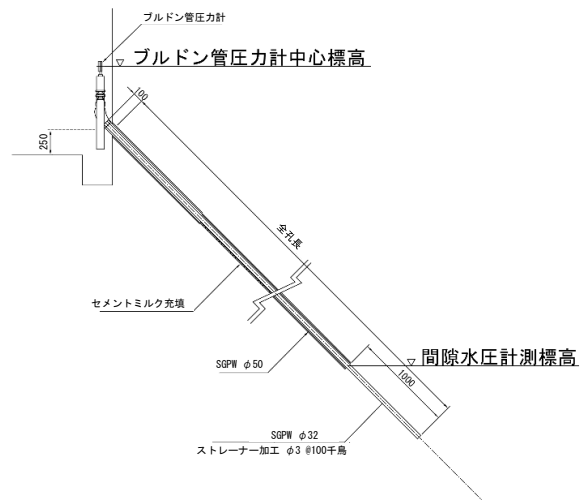 ブルドン管圧力計
ブルドン管圧力計中心標高
100
250
全孔長
セメントミルク充填
SGPW φ50
間隙水圧計測標高
1000
SGPW φ32
ストレーナー加工 φ3 @100千鳥